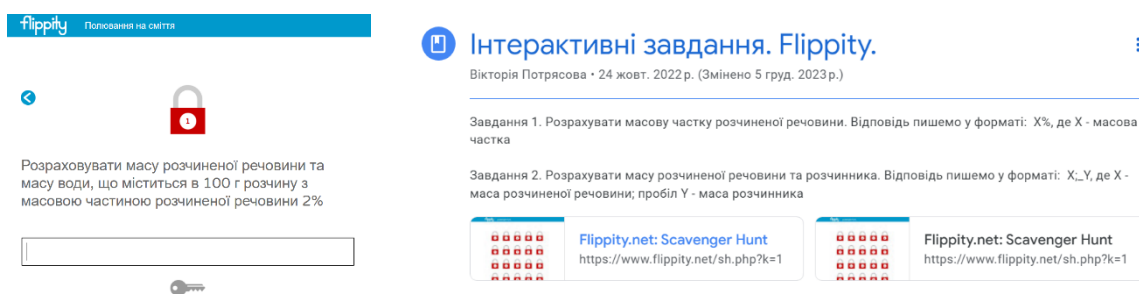 flippity Полювання на сміття
1
Розраховувати масу розчиненої речовини та
масу води, що міститься в 100 г розчину з
масовою частиною розчиненої речовини 2%
Інтерактивні завдання. Flippity.
Вікторія Потрясова • 24 жовт. 2022 р. (Змінено 5 груд. 2023 р.)
Завдання 1. Розрахувати масову частку розчиненої речовини. Відповідь пишемо у форматі: X%, де X - масова
частка
Завдання 2. Розрахувати масу розчиненої речовини та розчинника. Відповідь пишемо у форматі: X;_Y, де X -
маса розчиненої речовини; пробіл Y - маса розчинника
Flippity.net: Scavenger Hunt
https://www.flippity.net/sh.php?k=1
Flippity.net: Scavenger Hunt
https://www.flippity.net/sh.php?k=1